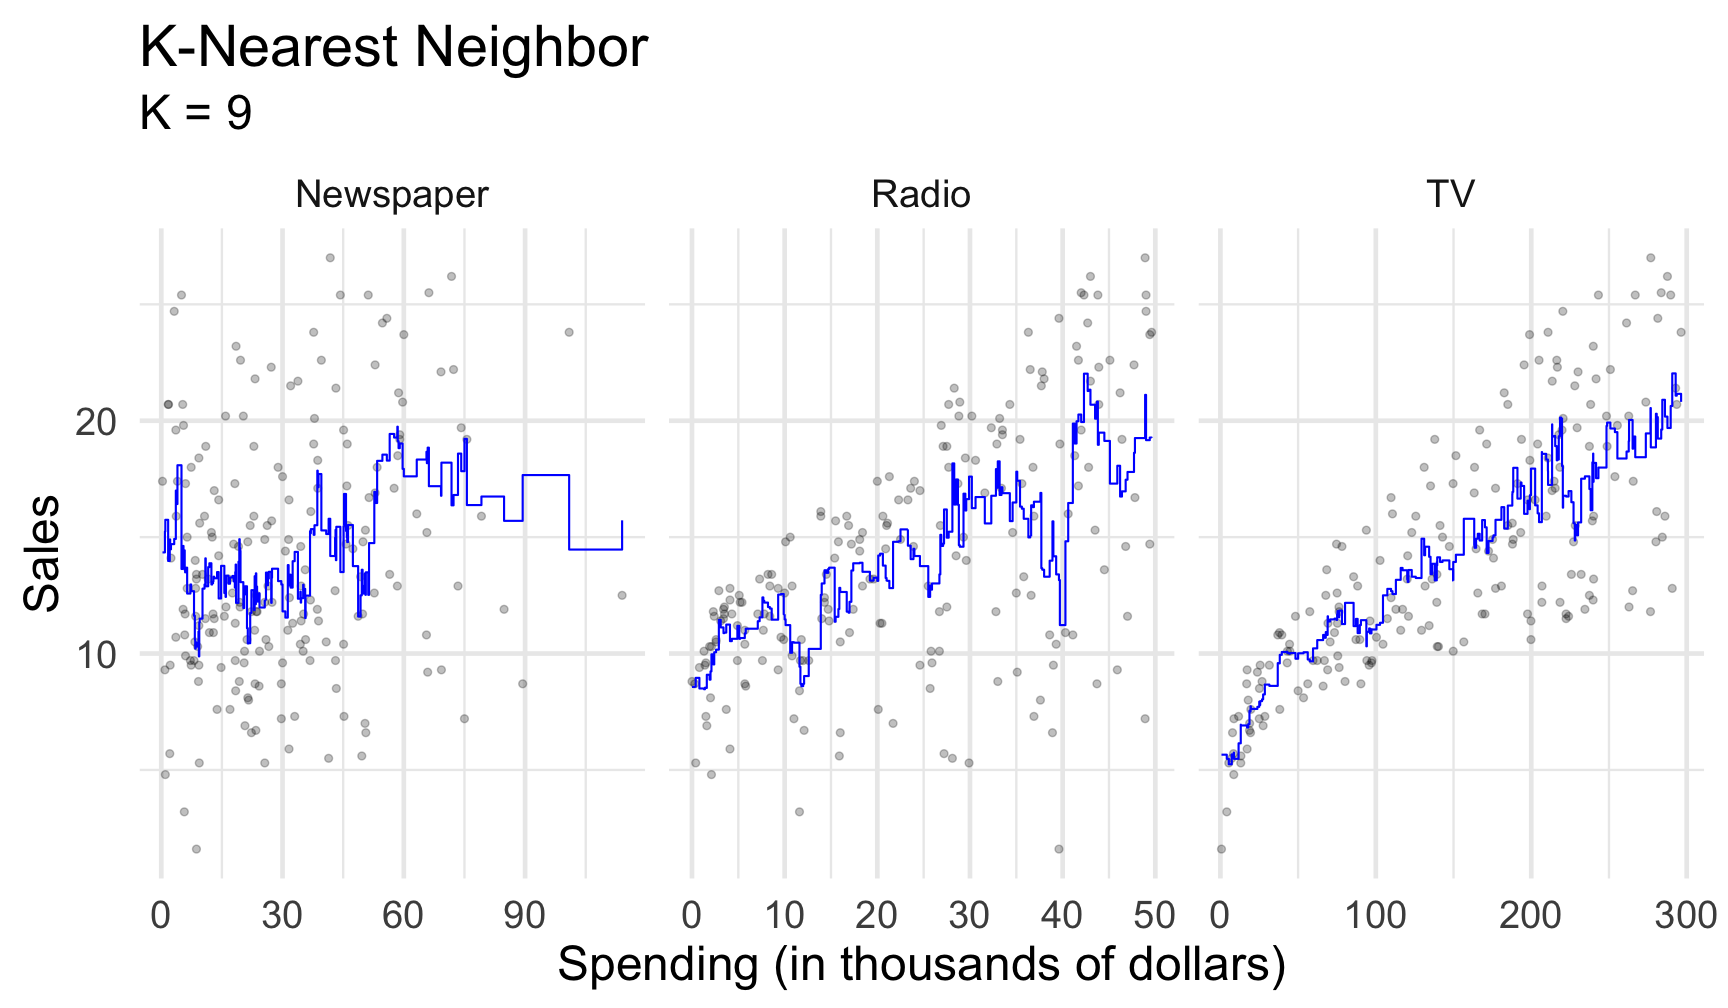 K-Nearest Neighbor
K = 9
Newspaper Radio TV
20
10
Sales
0 30 60 90 0 10 20 30 40 50 0 100 200 300
Spending (in thousands of dollars)